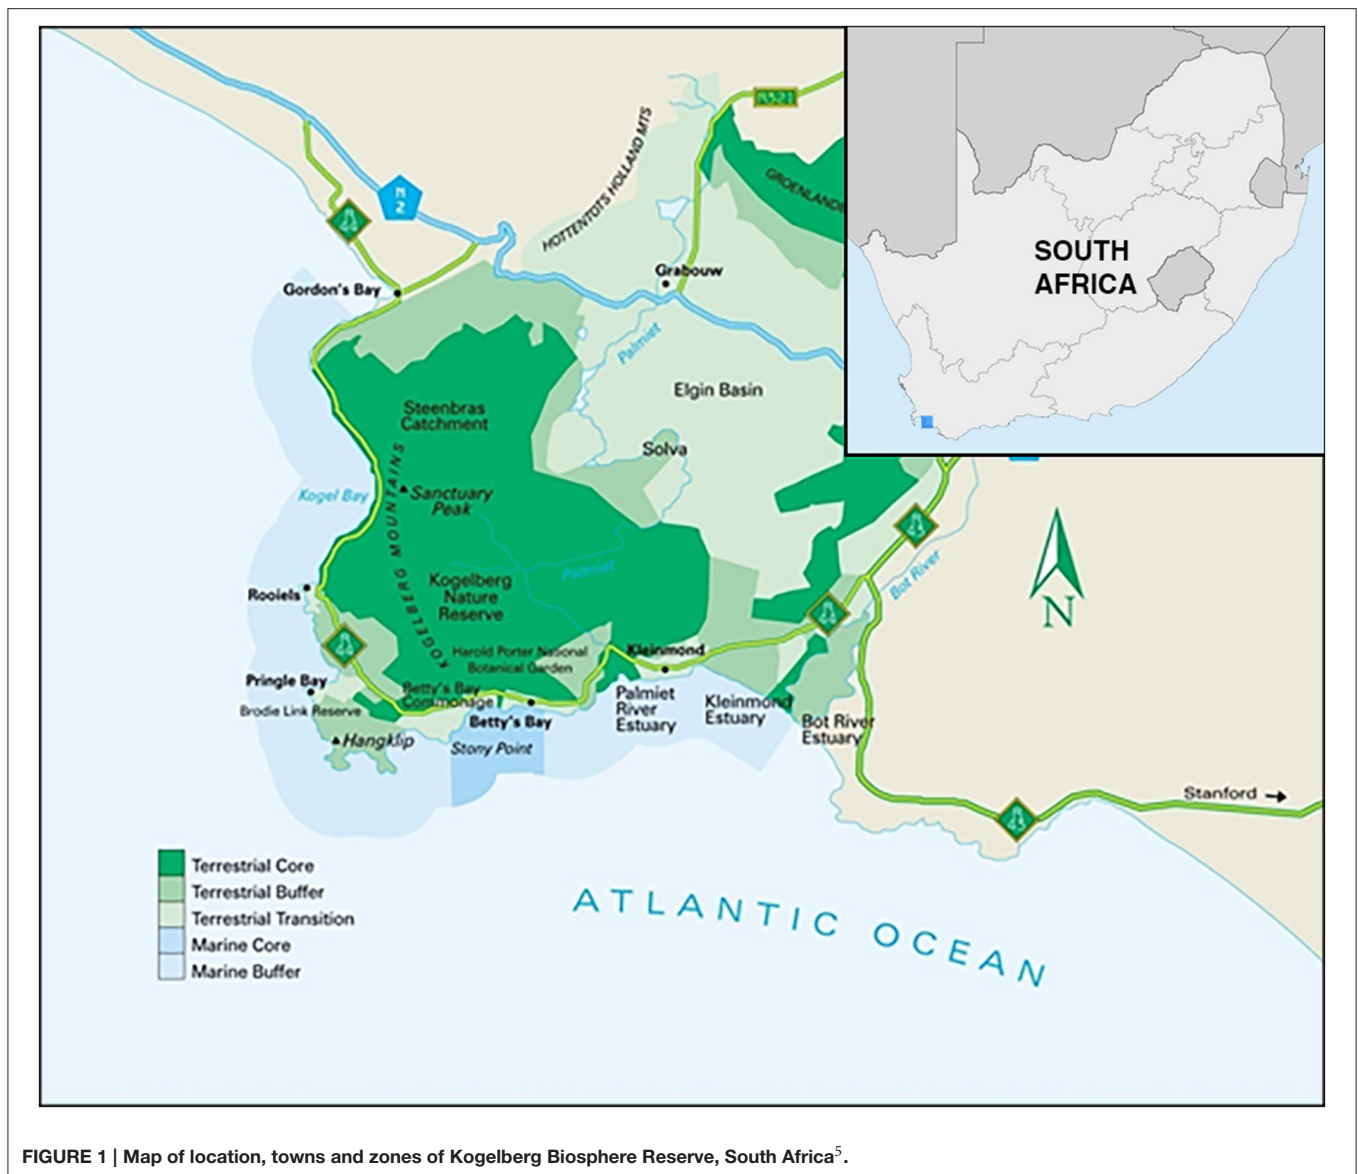 R321
HOTTENTOTS HOLLAND MTS
GROENLANDE
N
2
SOUTH
AFRICA
Gordon's Bay
Grabouw
Palmiet
Elgin Basin
Steenbras
Catchment
Solva
KOGELBERG MOUNTAINS
Kogel Bay
Sanctuary
Peak
Palmiet
Bot River
Rooiels
Kogelberg
Nature
Reserve
N
Harold Porter National
Botanical Garden
Kleinmond
Pringle Bay
Betty's Bay
Commonage
Palmiet
River
Estuary
Kleinmond
Estuary
Brodie Link Reserve
Betty's Bay
Bot River
Estuary
Hangklip
Stony Point
Stanford
Terrestrial Core
Terrestrial Buffer
Terrestrial Transition
Marine Core
Marine Buffer
ATLANTIC OCEAN
FIGURE 1 | Map of location, towns and zones of Kogelberg Biosphere Reserve, South Africa⁵.